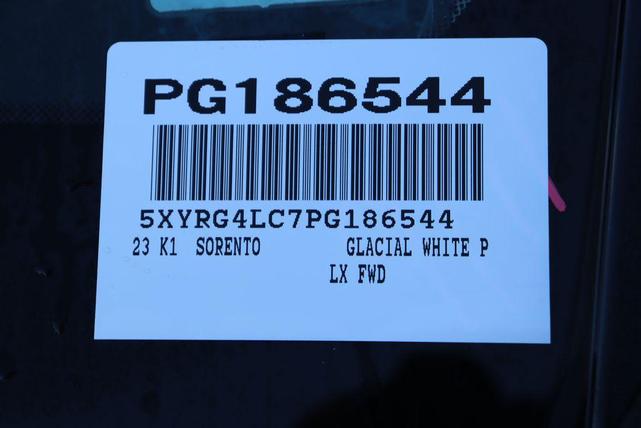 PG186544
5XYRG4LC7PG186544
23 K1 SORENTO GLACIAL WHITE P
LX FWD